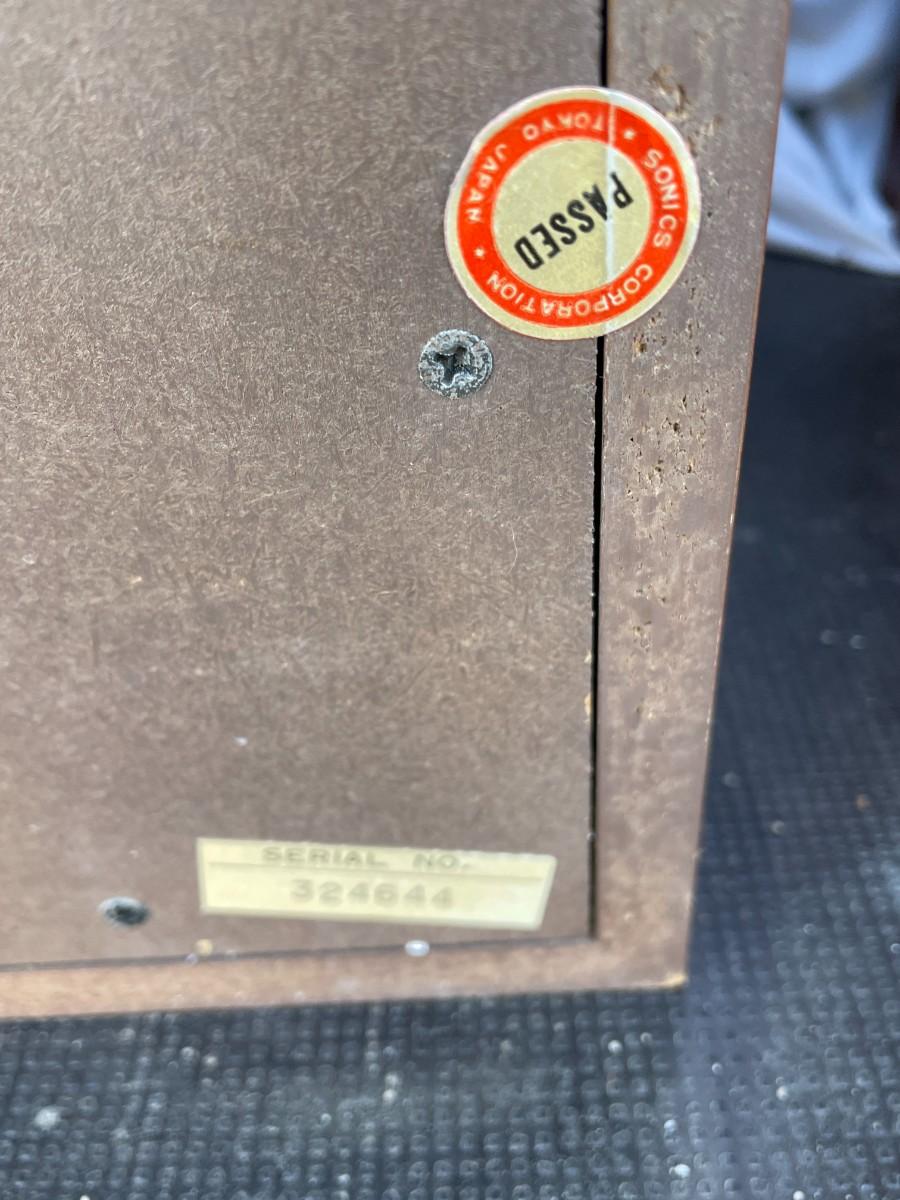 SONICS CORPORATION
★ TOKYO JAPAN ★
PASSED
SERIAL NO.
324644